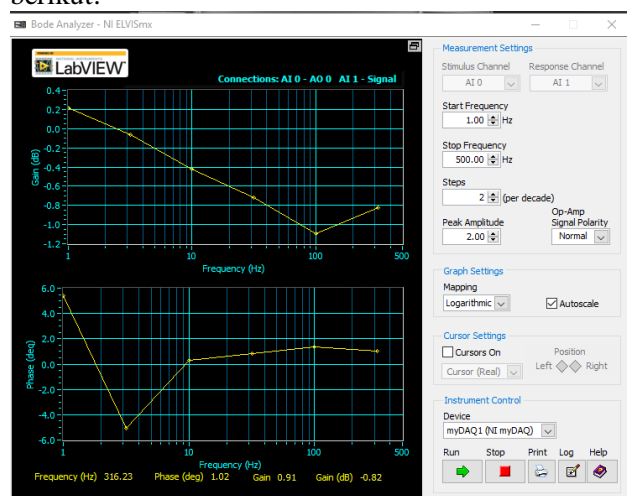 berikut:
Bode Analyzer - NI ELVISmx
POWERED BY
NATIONAL INSTRUMENTS
LabVIEW™
Connections: AI 0 - AO 0 AI 1 - Signal
0.4
0.2
0.0
-0.2
-0.4
-0.6
-0.8
-1.0
-1.2
Gain (dB)
1 10 100 500
Frequency (Hz)
6.0
4.0
2.0
0.0
-2.0
-4.0
-6.0
Phase (deg)
1 10 100 500
Frequency (Hz)
Frequency (Hz) 316.23 Phase (deg) 1.02 Gain 0.91 Gain (dB) -0.82
Measurement Settings
Stimulus Channel Response Channel
AI 0 AI 1
Start Frequency
1.00 Hz
Stop Frequency
500.00 Hz
Steps
2 (per decade)
Peak Amplitude Op-Amp Signal Polarity
2.00 Normal
Graph Settings
Mapping
Logarithmic Autoscale
Cursor Settings
Cursors On Position
Cursor (Real) Left Right
Instrument Control
Device
myDAQ1 (NI myDAQ)
Run Stop Print Log Help